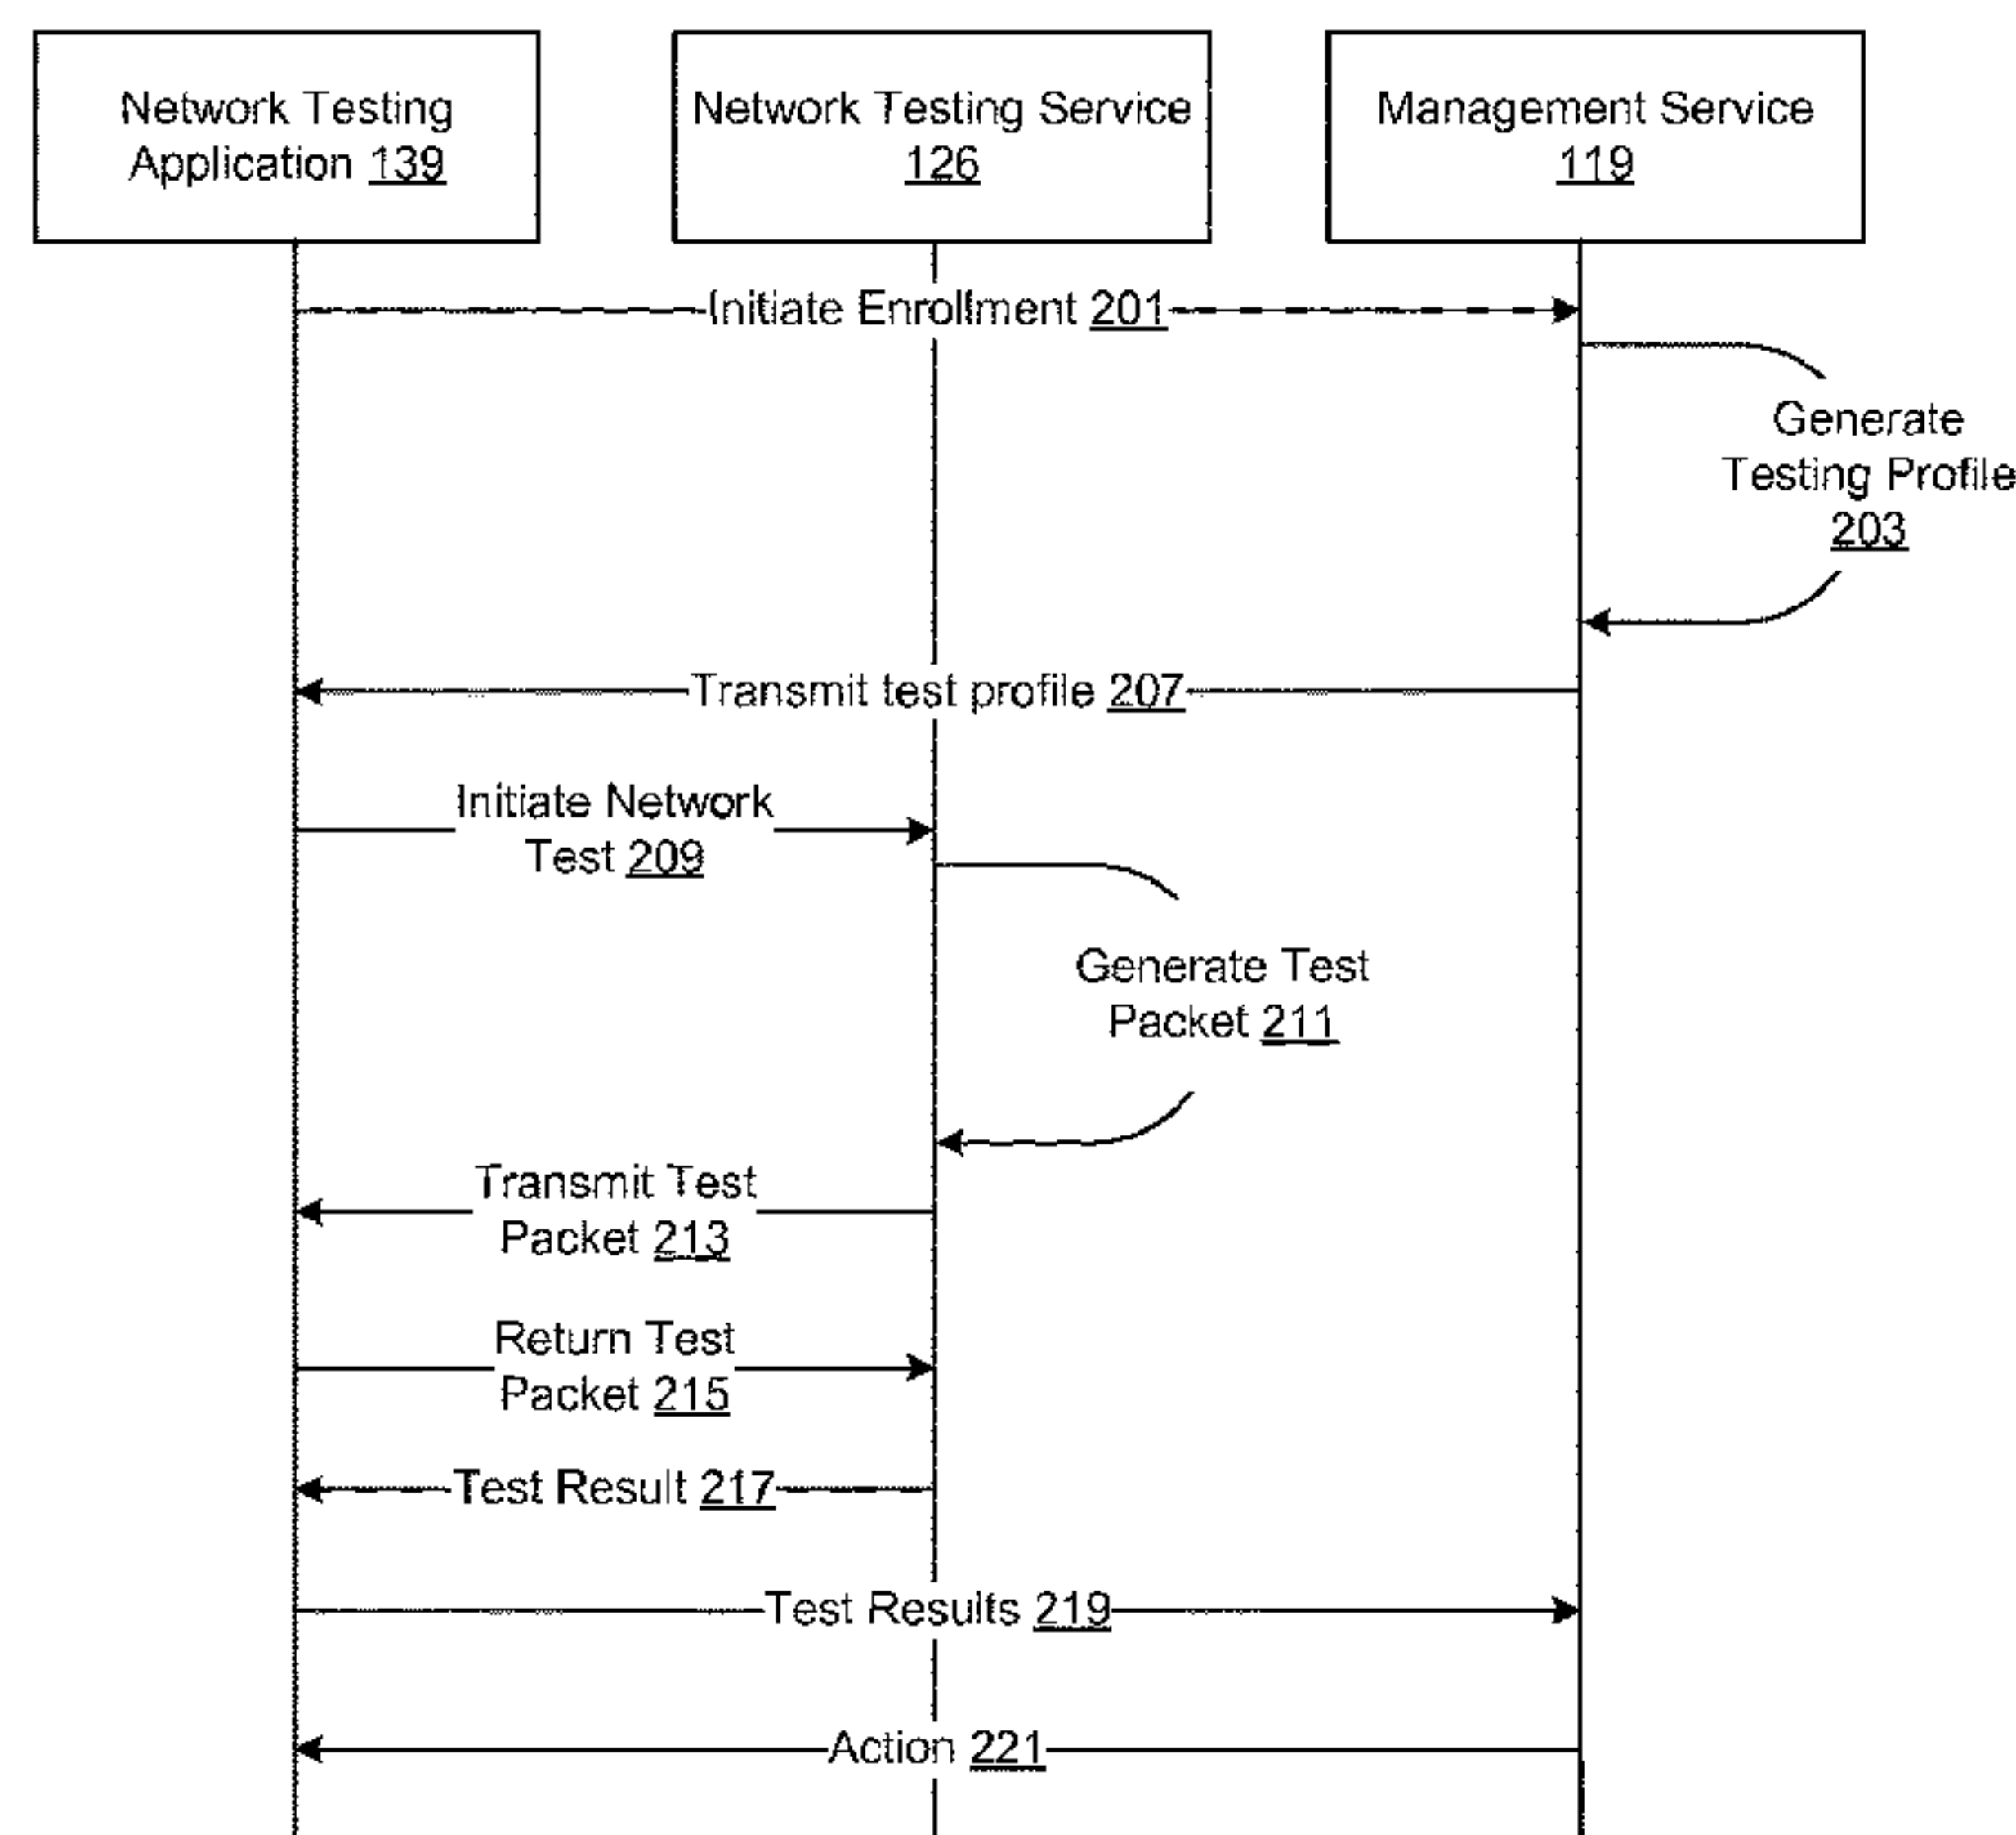 Network Testing
Application 139
Network Testing Service
126
Management Service
119
Initiate Enrollment 201
Generate
Testing Profile
203
Transmit test profile 207
Initiate Network
Test 209
Generate Test
Packet 211
Transmit Test
Packet 213
Return Test
Packet 215
Test Result 217
Test Results 219
Action 221